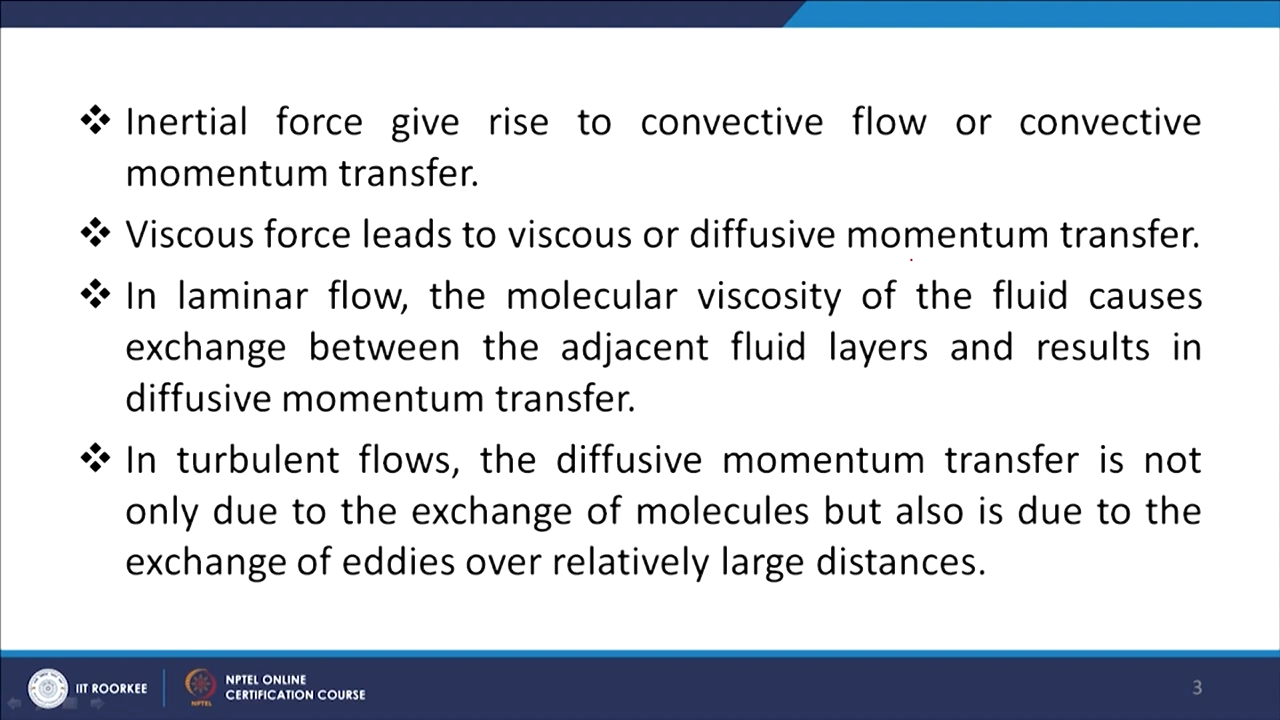 ❖ Inertial force give rise to convective flow or convective
momentum transfer.
❖ Viscous force leads to viscous or diffusive momentum transfer.
❖ In laminar flow, the molecular viscosity of the fluid causes
exchange between the adjacent fluid layers and results in
diffusive momentum transfer.
❖ In turbulent flows, the diffusive momentum transfer is not
only due to the exchange of molecules but also is due to the
exchange of eddies over relatively large distances.
IIT ROORKEE
NPTEL
NPTEL ONLINE
CERTIFICATION COURSE
3